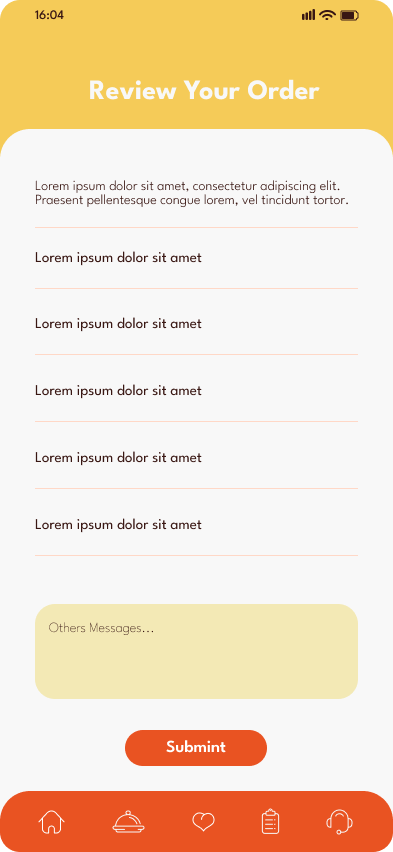 16:04
Review Your Order
Lorem ipsum dolor sit amet, consectetur adipiscing elit.
Praesent pellentesque congue lorem, vel tincidunt tortor.
Lorem ipsum dolor sit amet
Lorem ipsum dolor sit amet
Lorem ipsum dolor sit amet
Lorem ipsum dolor sit amet
Lorem ipsum dolor sit amet
Others Messages...
Submint